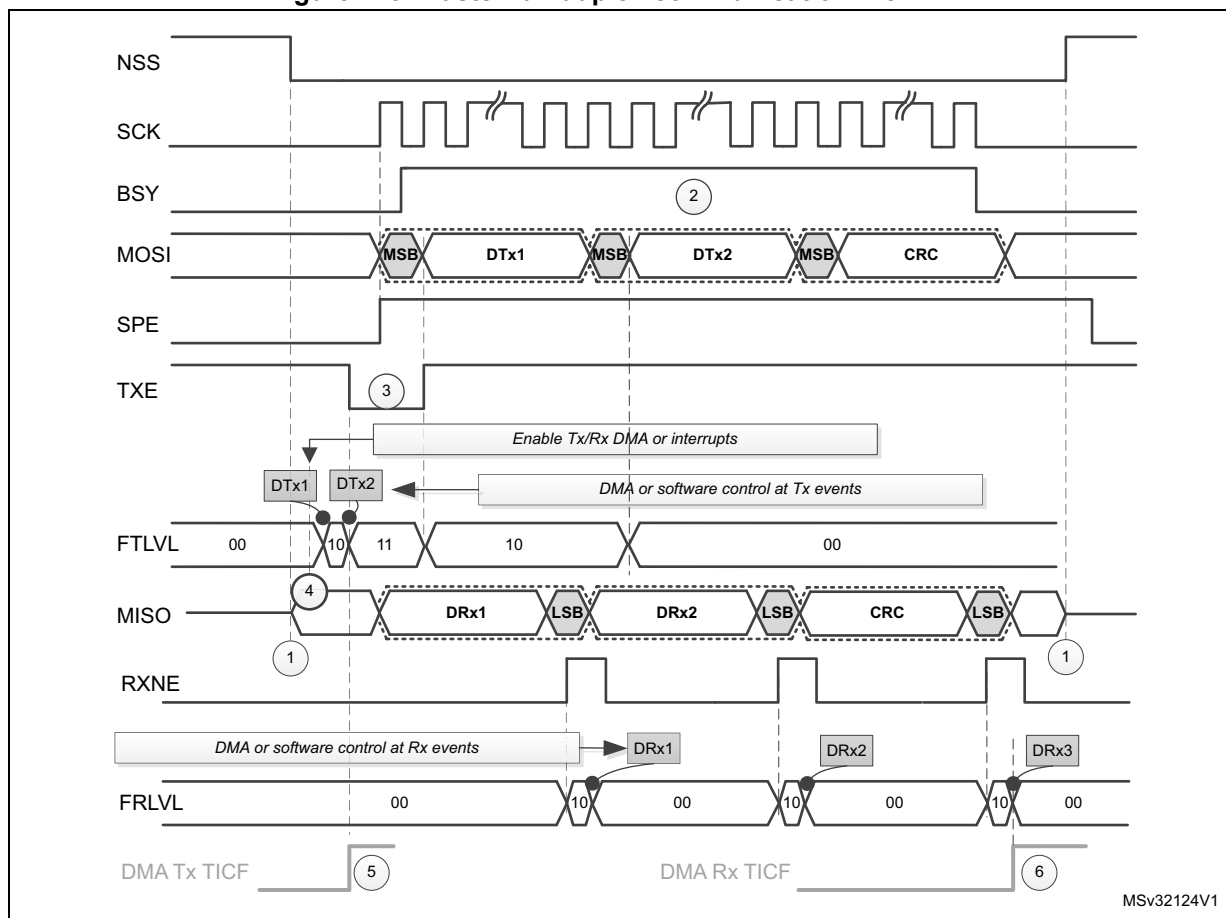 NSS
SCK
BSY
2
MOSI
MSB
DTx1
MSB
DTx2
MSB
CRC
SPE
TXE
3
Enable Tx/Rx DMA or interrupts
DTx1
DTx2
DMA or software control at Tx events
FTLVL
00
10
11
10
00
4
MISO
DRx1
LSB
DRx2
LSB
CRC
LSB
1
1
RXNE
DMA or software control at Rx events
DRx1
DRx2
DRx3
FRLVL
00
10
00
10
00
10
00
DMA Tx TICF
5
DMA Rx TICF
6
MSv32124V1